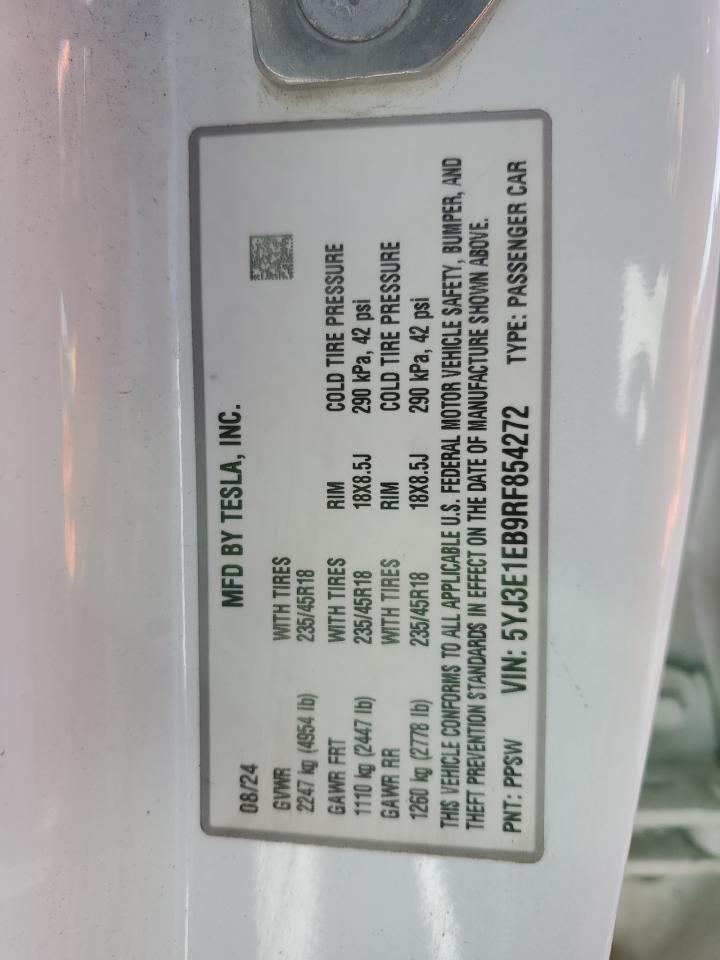 MFD BY TESLA, INC.
08/24
GVWR WITH TIRES
2247 kg (4954 lb) 235/45R18
GAWR FRT WITH TIRES RIM COLD TIRE PRESSURE
1110 kg (2447 lb) 235/45R18 18X8.5J 290 kPa, 42 psi
GAWR RR WITH TIRES RIM COLD TIRE PRESSURE
1260 kg (2778 lb) 235/45R18 18X8.5J 290 kPa, 42 psi
THIS VEHICLE CONFORMS TO ALL APPLICABLE U.S. FEDERAL MOTOR VEHICLE SAFETY, BUMPER, AND
THEFT PREVENTION STANDARDS IN EFFECT ON THE DATE OF MANUFACTURE SHOWN ABOVE.
PNT: PPSW VIN: 5YJ3E1EB9RF854272 TYPE: PASSENGER CAR